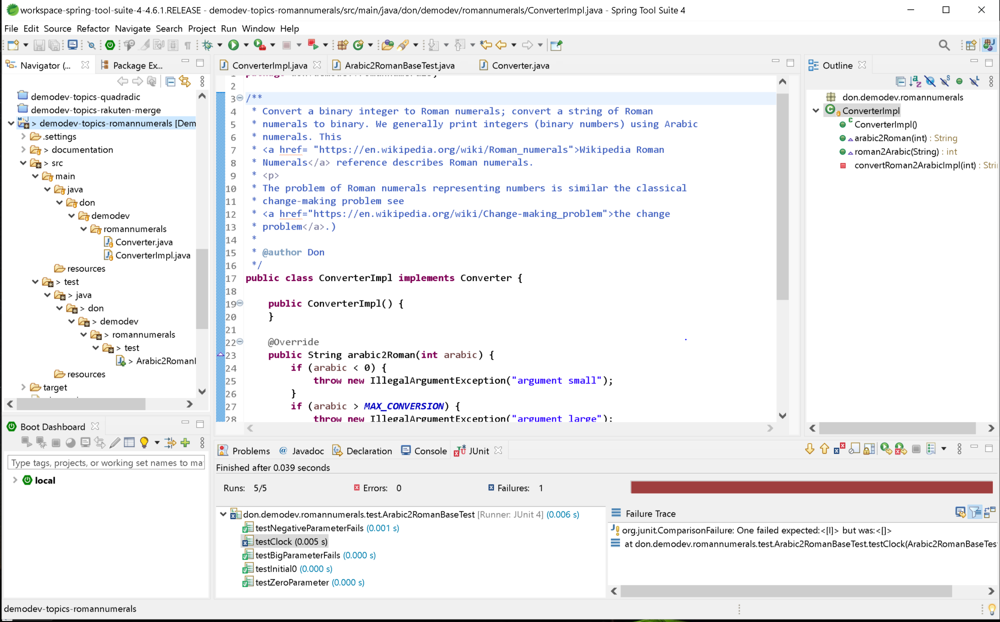 workspace-spring-tool-suite-4-4.6.1.RELEASE - demodev-topics-romannumerals/src/main/java/don/demodev/romannumerals/ConverterImpl.java - Spring Tool Suite 4
File Edit Source Refactor Navigate Search Project Run Window Help
Navigator (... Package Ex...
demodev-topics-quadradic
demodev-topics-rakuten-merge
> demodev-topics-romannumerals [Dem
.settings
> documentation
> src
main
java
don
demodev
romannumerals
Converter.java
ConverterImpl.java
resources
> test
> java
> don
> demodev
> romannumerals
> test
> Arabic2RomanI
resources
target
Boot Dashboard
Type tags, projects, or working set names to ma
local
ConverterImpl.java Arabic2RomanBaseTest.java Converter.java
2
3 /**
4 * Convert a binary integer to Roman numerals; convert a string of Roman
5 * numerals to binary. We generally print integers (binary numbers) using Arabic
6 * numerals. This
7 * <a href= "https://en.wikipedia.org/wiki/Roman_numerals">Wikipedia Roman
8 * Numerals</a> reference describes Roman numerals.
9 * <p>
10 * The problem of Roman numerals representing numbers is similar the classical
11 * change-making problem see
12 * <a href="https://en.wikipedia.org/wiki/Change-making_problem">the change
13 * problem</a>.)
14 *
15 * @author Don
16 */
17 public class ConverterImpl implements Converter {
18
19 public ConverterImpl() {
20 }
21
22 @Override
23 public String arabic2Roman(int arabic) {
24 if (arabic < 0) {
25 throw new IllegalArgumentException("argument small");
26 }
27 if (arabic > MAX_CONVERSION) {
28 throw new IllegalArgumentException("argument large");
Outline
don.demodev.romannumerals
ConverterImpl
ConverterImpl()
arabic2Roman(int) : String
roman2Arabic(String) : int
convertRoman2ArabicImpl(int) : Stri
Problems @ Javadoc Declaration Console JUnit
Finished after 0.039 seconds
Runs: 5/5 Errors: 0 Failures: 1
don.demodev.romannumerals.test.Arabic2RomanBaseTest [Runner: JUnit 4] (0.006 s)
testNegativeParameterFails (0.001 s)
testClock (0.005 s)
testBigParameterFails (0.000 s)
testInitial0 (0.000 s)
testZeroParameter (0.000 s)
Failure Trace
org.junit.ComparisonFailure: One failed expected:<[I]> but was:<[]>
at don.demodev.romannumerals.test.Arabic2RomanBaseTest.testClock(Arabic2RomanBaseTes
demodev-topics-romannumerals